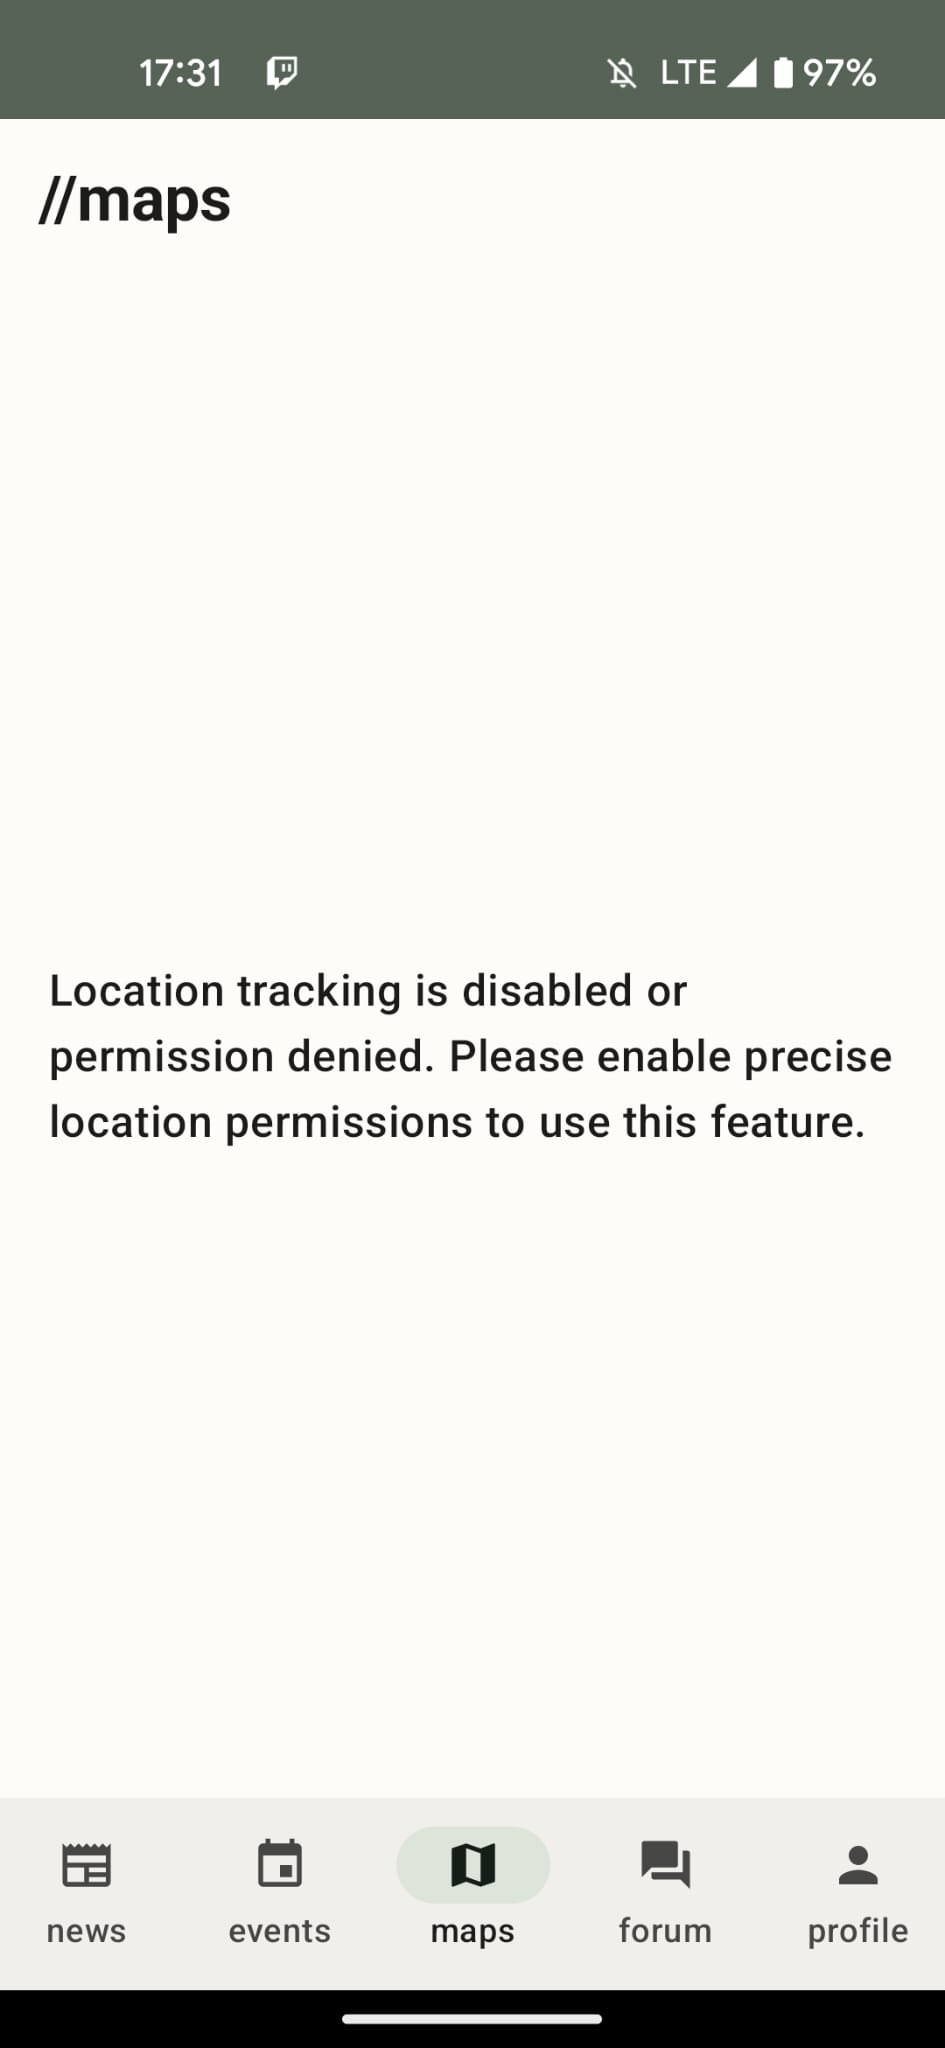 17:31 LTE 97%
//maps
Location tracking is disabled or
permission denied. Please enable precise
location permissions to use this feature.
news events maps forum profile